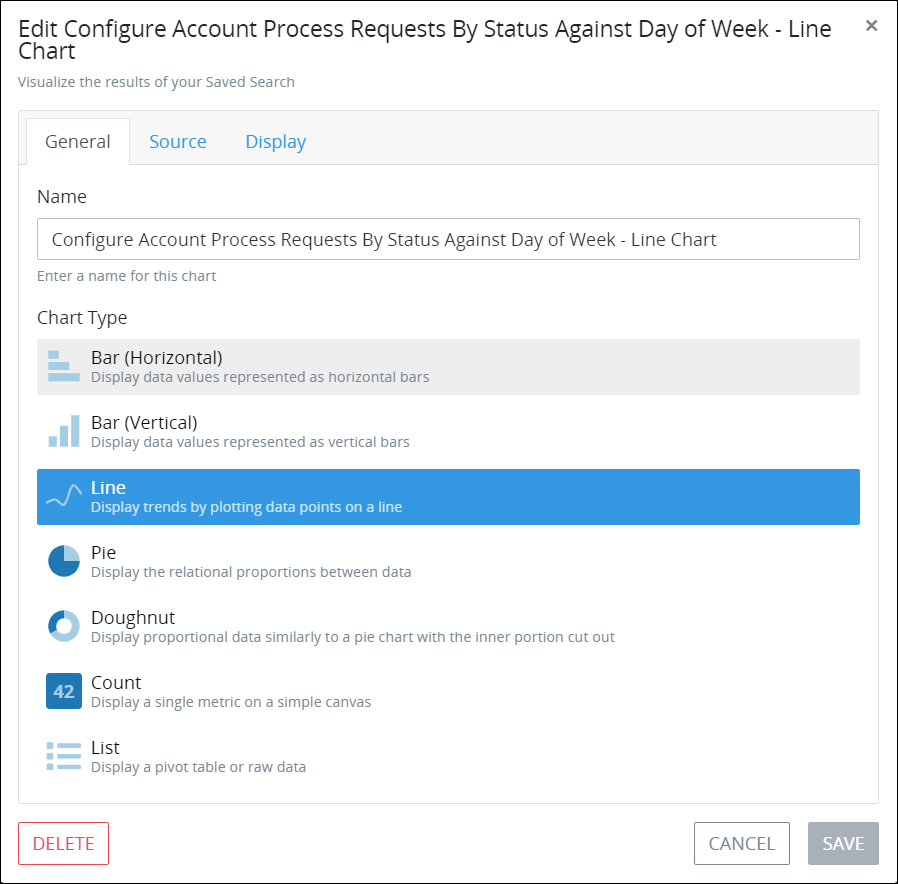 Edit Configure Account Process Requests By Status Against Day of Week - Line
Chart
×
Visualize the results of your Saved Search
General Source Display
Name
Configure Account Process Requests By Status Against Day of Week - Line Chart
Enter a name for this chart
Chart Type
Bar (Horizontal)
Display data values represented as horizontal bars
Bar (Vertical)
Display data values represented as vertical bars
Line
Display trends by plotting data points on a line
Pie
Display the relational proportions between data
Doughnut
Display proportional data similarly to a pie chart with the inner portion cut out
42
Count
Display a single metric on a simple canvas
List
Display a pivot table or raw data
DELETE CANCEL SAVE